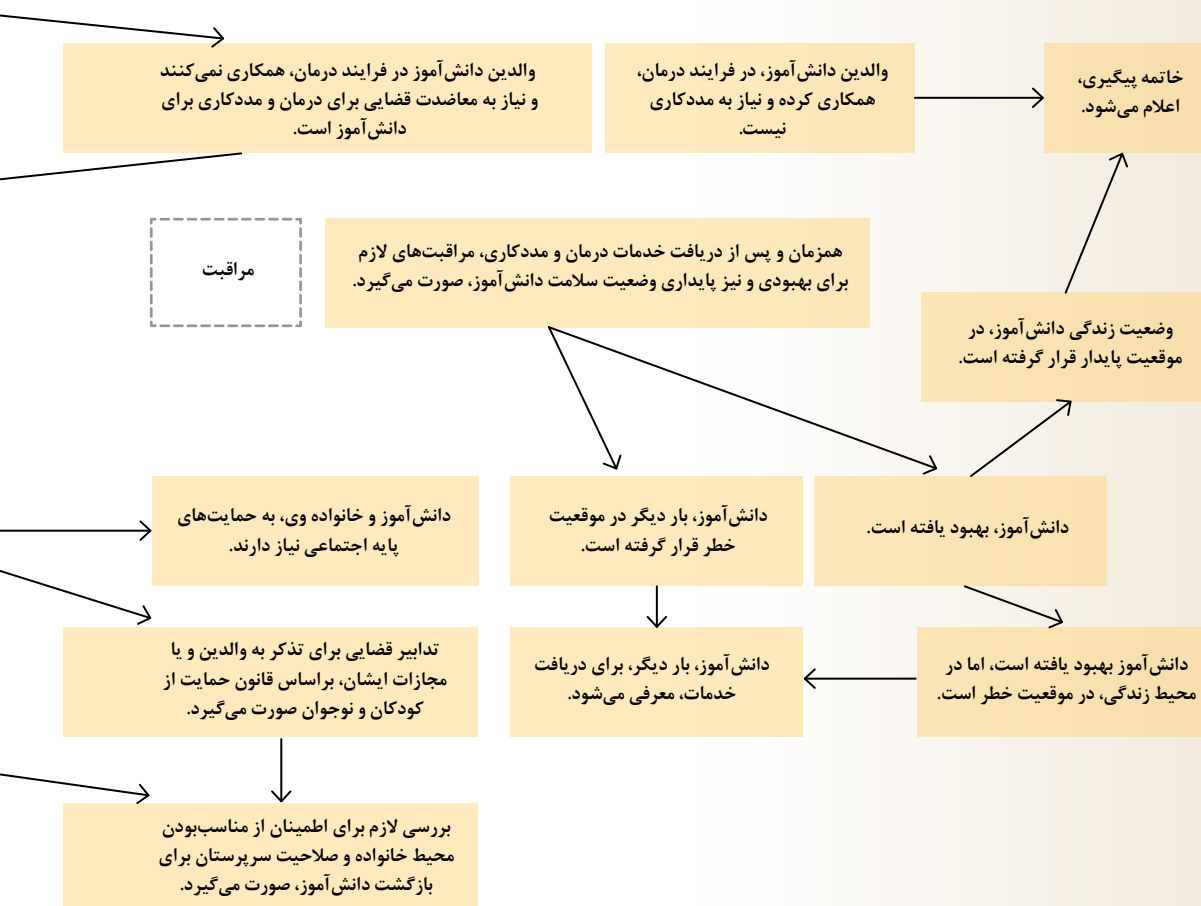 خاتمه پیگیری،
اعلام می‌شود.
والدین دانش‌آموز، در فرایند درمان،
همکاری کرده و نیاز به مددکاری
نیست.
والدین دانش‌آموز در فرایند درمان، همکاری نمی‌کنند
و نیاز به معاضدت قضایی برای درمان و مددکاری برای
دانش‌آموز است.
همزمان و پس از دریافت خدمات درمان و مددکاری، مراقبت‌های لازم
برای بهبودی و نیز پایداری وضعیت سلامت دانش‌آموز، صورت می‌گیرد.
مراقبت
وضعیت زندگی دانش‌آموز، در
موقعیت پایدار قرار گرفته است.
دانش‌آموز، بهبود یافته است.
دانش‌آموز، بار دیگر در موقعیت
خطر قرار گرفته است.
دانش‌آموز و خانواده وی، به حمایت‌های
پایه اجتماعی نیاز دارند.
دانش‌آموز بهبود یافته است، اما در
محیط زندگی، در موقعیت خطر است.
دانش‌آموز، بار دیگر، برای دریافت
خدمات، معرفی می‌شود.
تدابیر قضایی برای تذکر به والدین و یا
مجازات ایشان، براساس قانون حمایت از
کودکان و نوجوان صورت می‌گیرد.
بررسی لازم برای اطمینان از مناسب‌بودن
محیط خانواده و صلاحیت سرپرستان برای
بازگشت دانش‌آموز، صورت می‌گیرد.